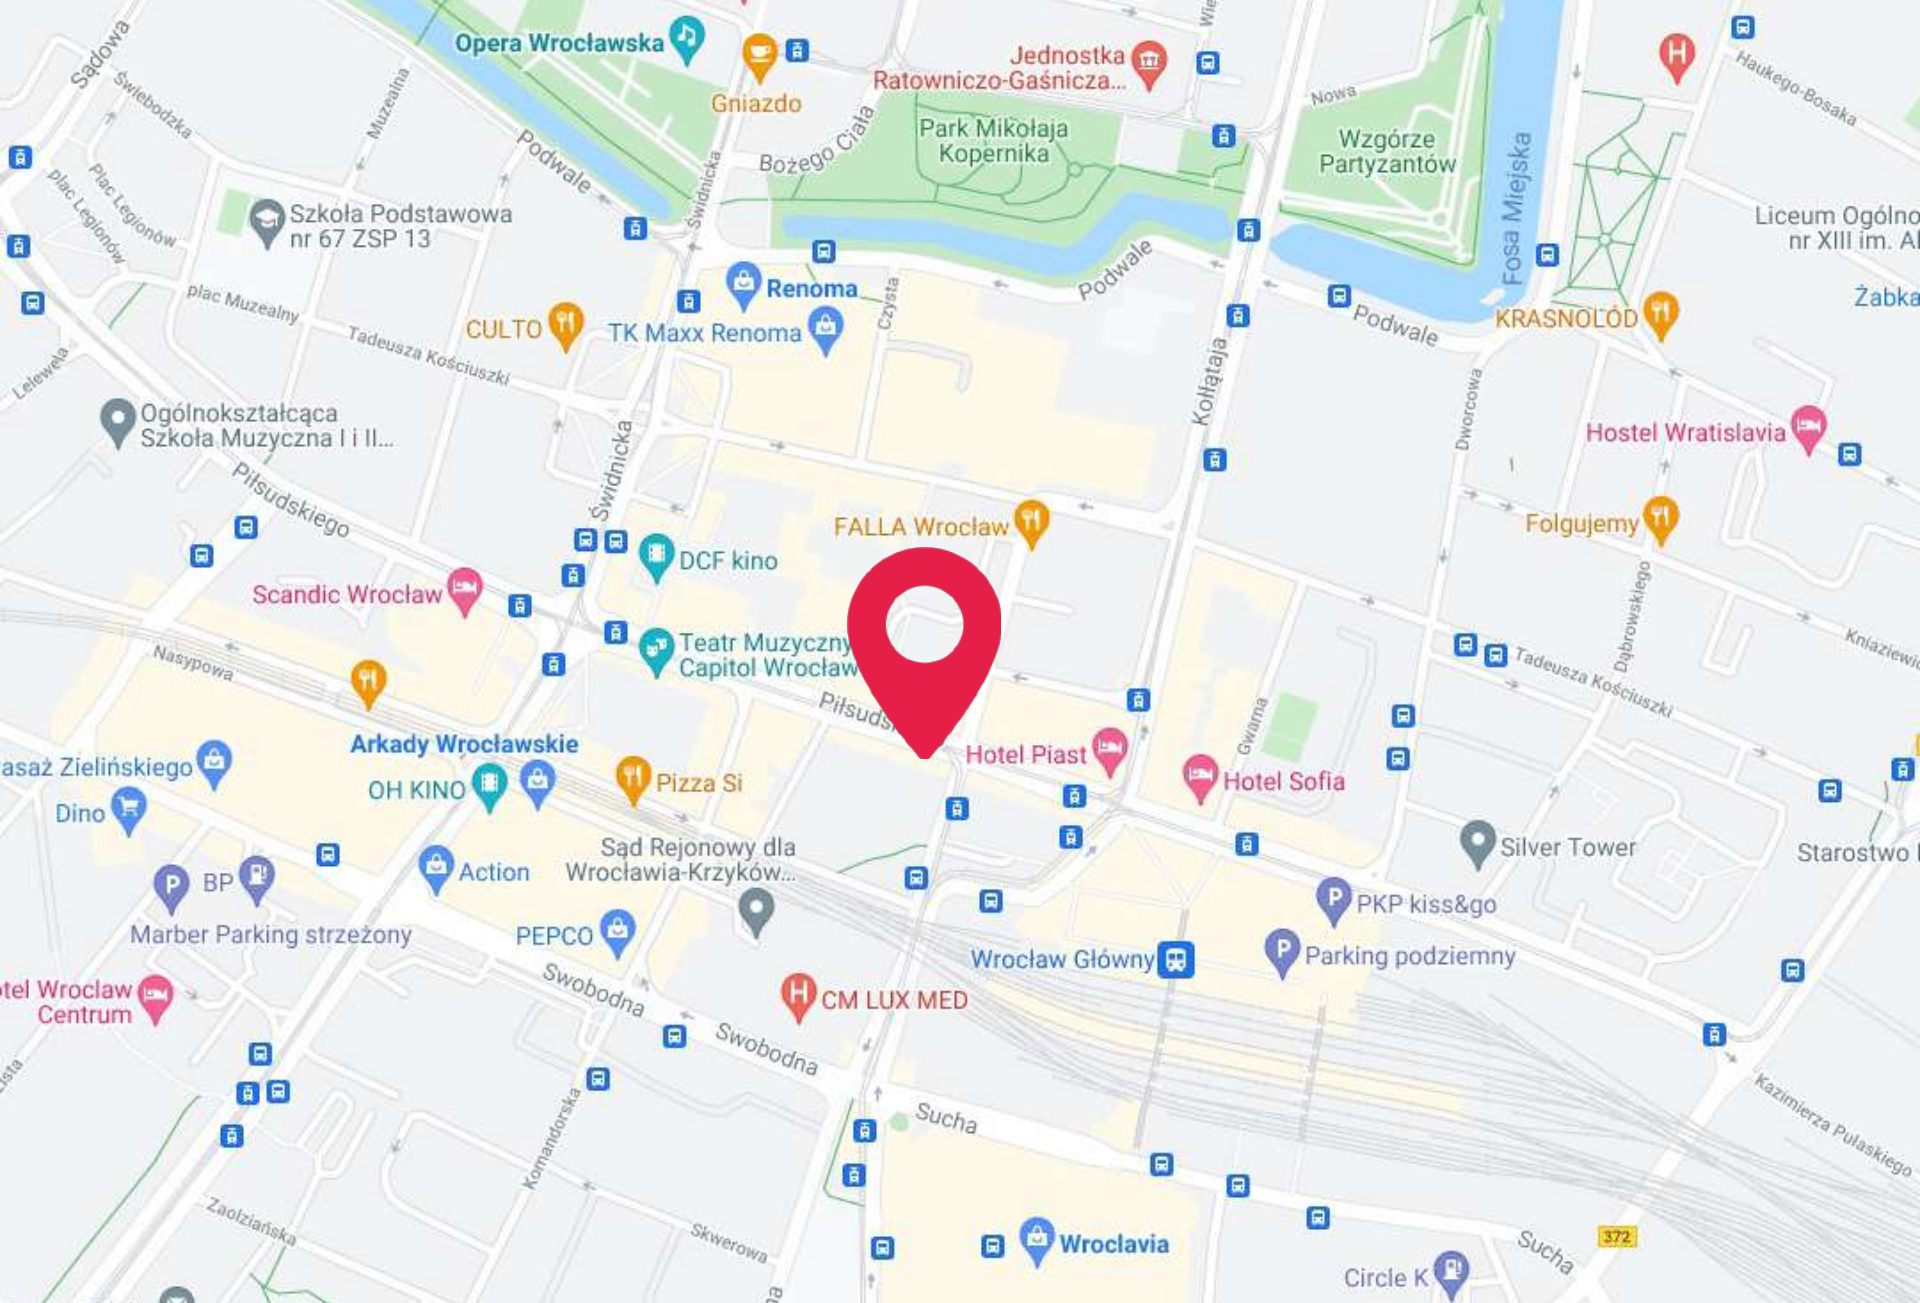 Opera Wrocławska
Gniazdo
Jednostka
Ratowniczo-Gaśnicza...
Park Mikołaja
Kopernika
Nowa
Wzgórze
Partyzantów
Fosa Miejska
H
Haukego-Bosaka
Sądowa
Świebodzka
Muzealna
Podwale
Bożego Ciała
Świdnicka
Plac Legionów
plac Legionów
Szkoła Podstawowa
nr 67 ZSP 13
Liceum Ogólno
nr XIII im. Al
Podwale
Renoma
TK Maxx Renoma
Czysta
CULTO
plac Muzealny
Tadeusza Kościuszki
Lelewela
Podwale
KRASNOLÓD
Żabka
Kołłątaja
Dworcowa
Ogólnokształcąca
Szkoła Muzyczna I i II...
Piłsudskiego
Świdnicka
Hostel Wratislavia
FALLA Wrocław
Folgujemy
DCF kino
Scandic Wrocław
Teatr Muzyczny
Capitol Wrocław
Dąbrowskiego
Tadeusza Kościuszki
Kniaziewic
Nasypowa
Piłsuds
Gwarna
Arkady Wrocławskie
OH KINO
Pizza Si
Hotel Piast
Hotel Sofia
asaż Zielińskiego
Dino
Sąd Rejonowy dla
Wrocławia-Krzyków...
Silver Tower
Starostwo
P
BP
Action
Marber Parking strzeżony
PEPCO
P
PKP kiss&go
P
Parking podziemny
Wrocław Główny
tel Wroclaw
Centrum
Swobodna
H
CM LUX MED
Swobodna
Komandorska
Sucha
Kazimierza Pułaskiego
Zaolziańska
Skwerowa
Wroclavia
372
Sucha
Circle K